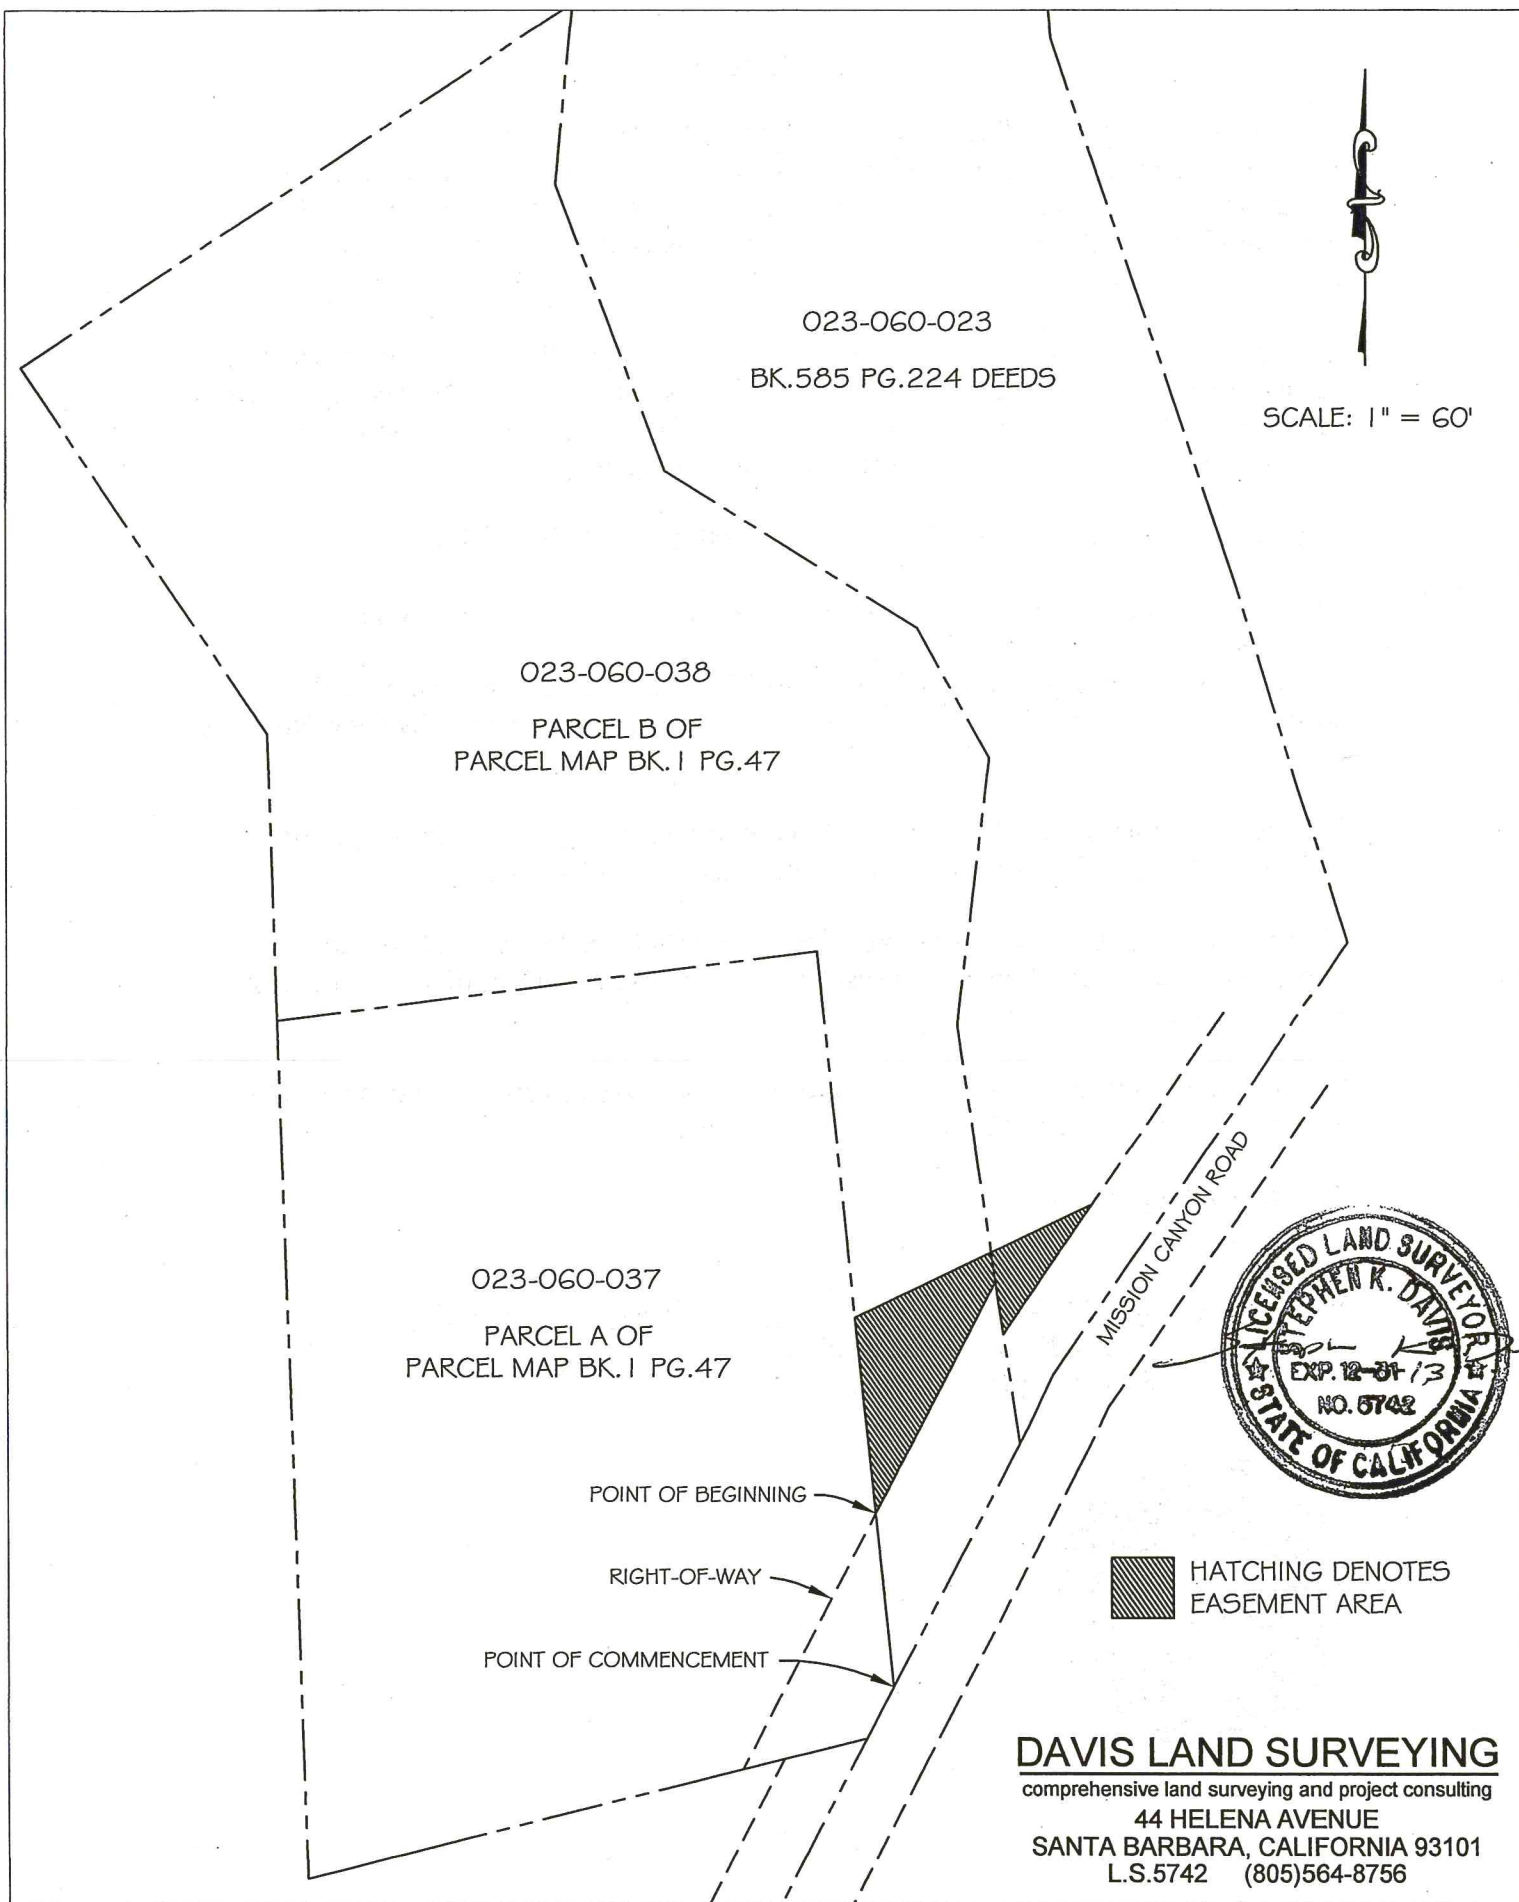 023-060-023
BK.585 PG.224 DEEDS
SCALE: 1" = 60'
023-060-038
PARCEL B OF
PARCEL MAP BK.1 PG.47
MISSION CANYON ROAD
023-060-037
PARCEL A OF
PARCEL MAP BK.1 PG.47
LICENSED LAND SURVEYOR
STEPHEN K. DAVIS
EXP. 12-31-13
NO. 5742
STATE OF CALIFORNIA
POINT OF BEGINNING
RIGHT-OF-WAY
POINT OF COMMENCEMENT
HATCHING DENOTES
EASEMENT AREA
DAVIS LAND SURVEYING
comprehensive land surveying and project consulting
44 HELENA AVENUE
SANTA BARBARA, CALIFORNIA 93101
L.S.5742 (805)564-8756